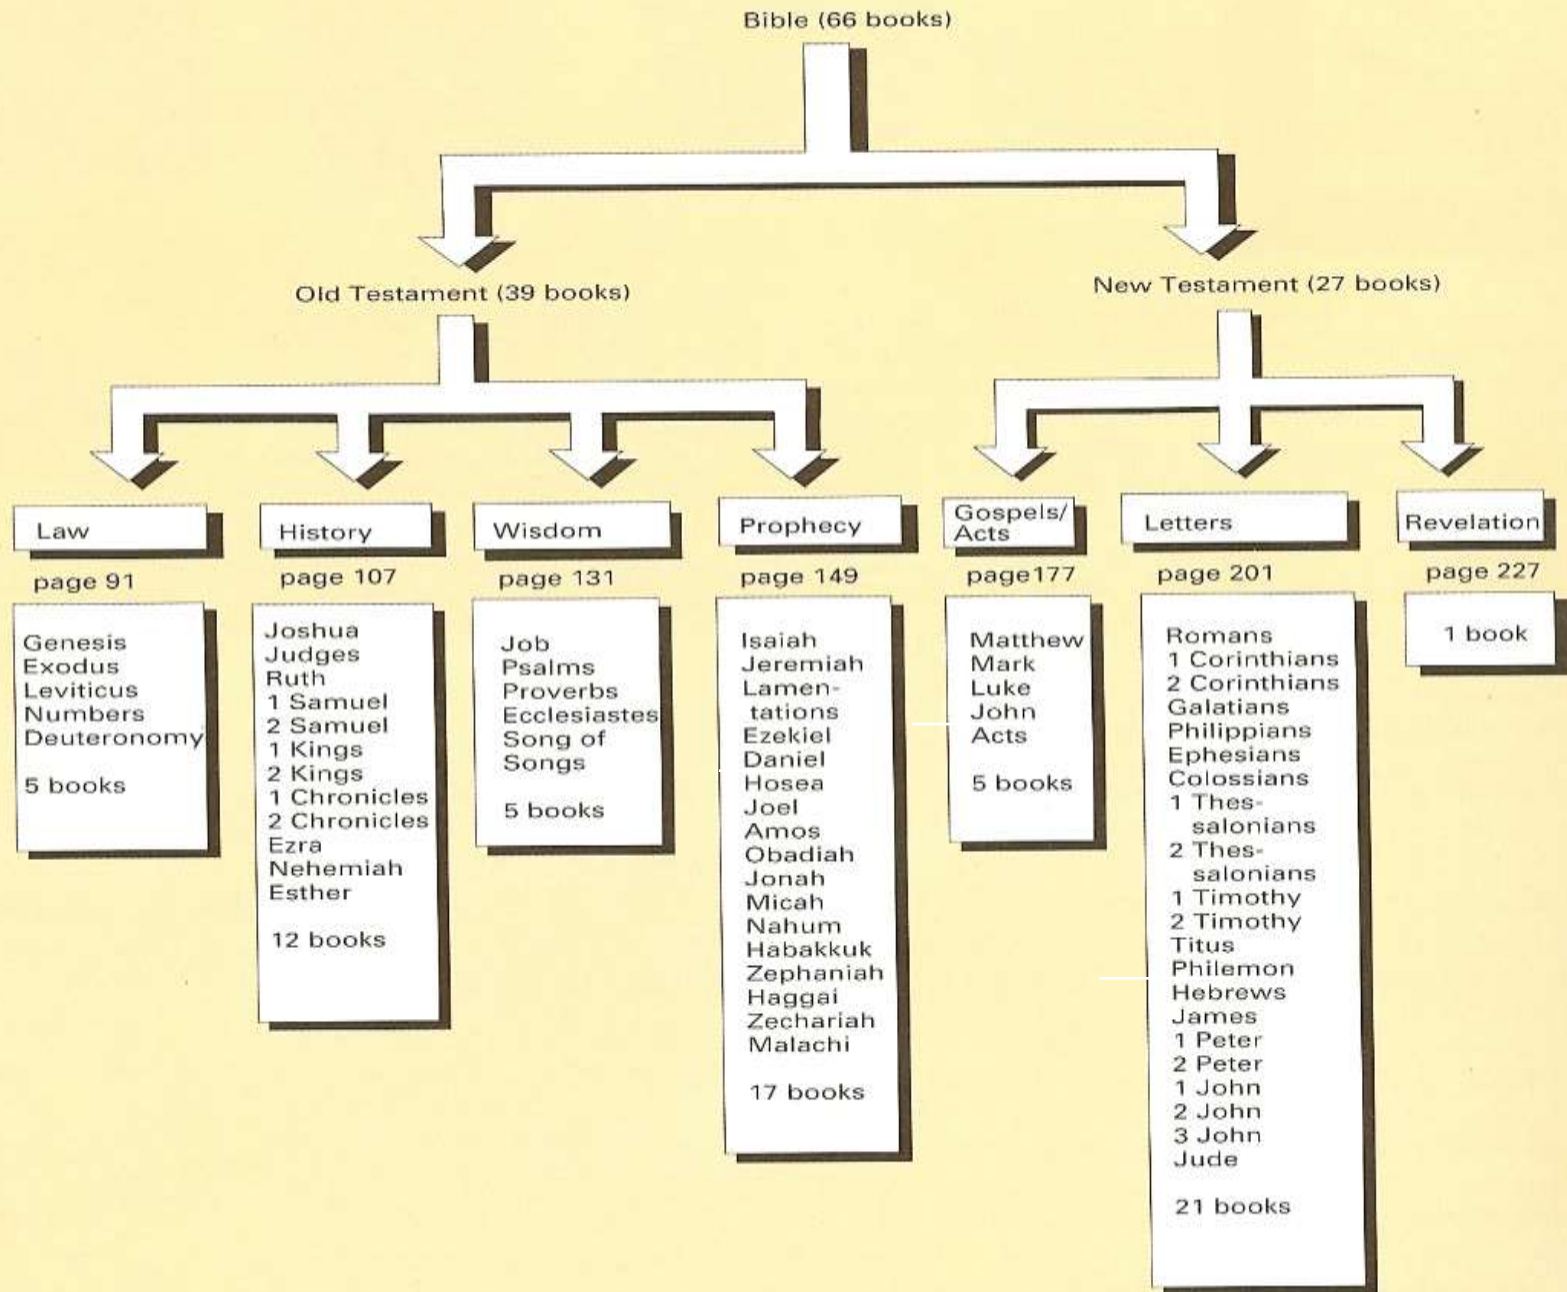 Bible (66 books)
Old Testament (39 books)
New Testament (27 books)
Law
page 91
Genesis
Exodus
Leviticus
Numbers
Deuteronomy
5 books
History
page 107
Joshua
Judges
Ruth
1 Samuel
2 Samuel
1 Kings
2 Kings
1 Chronicles
2 Chronicles
Ezra
Nehemiah
Esther
12 books
Wisdom
page 131
Job
Psalms
Proverbs
Ecclesiastes
Song of
Songs
5 books
Prophecy
page 149
Isaiah
Jeremiah
Lamen-
tations
Ezekiel
Daniel
Hosea
Joel
Amos
Obadiah
Jonah
Micah
Nahum
Habakkuk
Zephaniah
Haggai
Zechariah
Malachi
17 books
Gospels/
Acts
page177
Matthew
Mark
Luke
John
Acts
5 books
Letters
page 201
Romans
1 Corinthians
2 Corinthians
Galatians
Philippians
Ephesians
Colossians
1 Thes-
salonians
2 Thes-
salonians
1 Timothy
2 Timothy
Titus
Philemon
Hebrews
James
1 Peter
2 Peter
1 John
2 John
3 John
Jude
21 books
Revelation
page 227
1 book